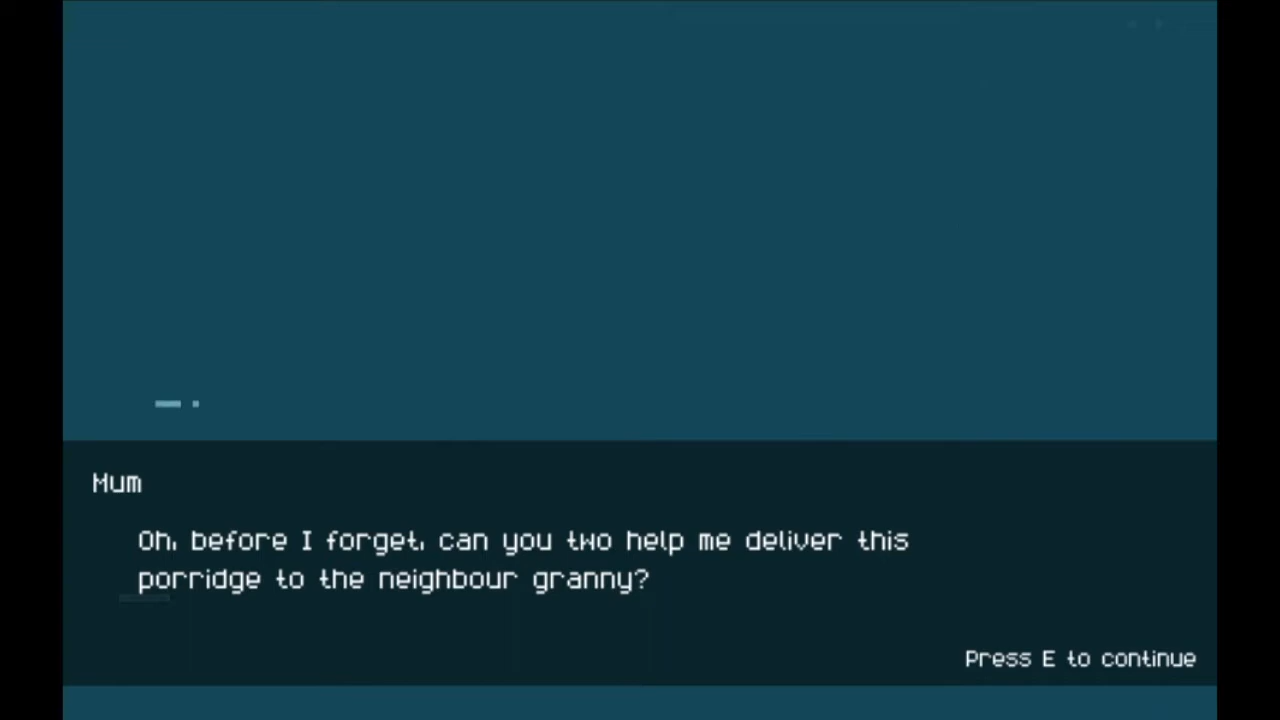 Mum
Oh, before I forget, can you two help me deliver this
porridge to the neighbour granny?
Press E to continue